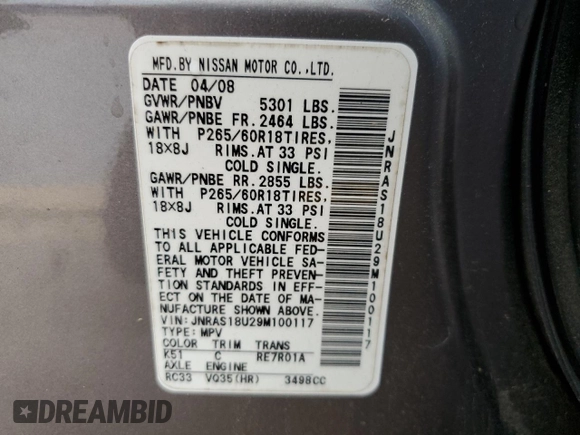 MFD.BY NISSAN MOTOR CO.,LTD.
DATE 04/08
GVWR/PNBV 5301 LBS.
GAWR/PNBE FR. 2464 LBS.
WITH P265/60R18TIRES,
18X8J RIMS.AT 33 PSI
COLD SINGLE.
GAWR/PNBE RR. 2855 LBS.
WITH P265/60R18TIRES,
18X8J RIMS.AT 33 PSI
COLD SINGLE.
THIS VEHICLE CONFORMS
TO ALL APPLICABLE FED-
ERAL MOTOR VEHICLE SA-
FETY AND THEFT PREVEN-
TION STANDARDS IN EFF-
ECT ON THE DATE OF MA-
NUFACTURE SHOWN ABOVE.
VIN:JNRAS18U29M100117
TYPE:MPV
COLOR TRIM TRANS
K51 C RE7R01A
AXLE ENGINE
RC33 VQ35(HR) 3498CC
JNRAS18U29M100117
DREAMBID